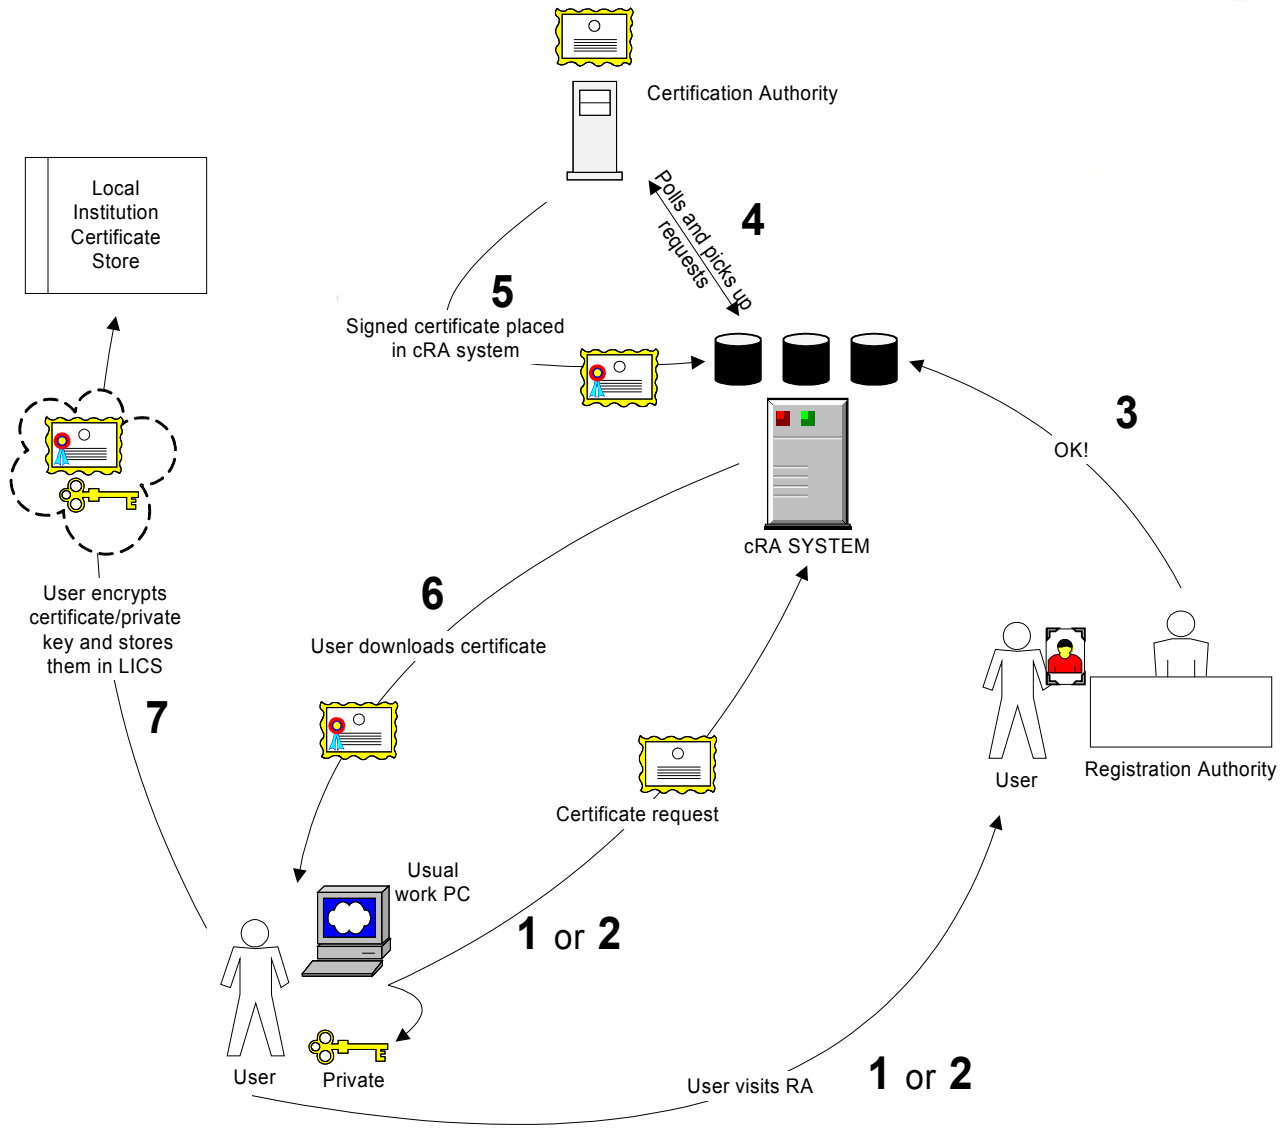 Certification Authority
Local
Institution
Certificate
Store
Polls and picks up
requests
4
5
Signed certificate placed
in cRA system
3
OK!
cRA SYSTEM
6
User downloads certificate
User encrypts
certificate/private
key and stores
them in LICS
7
User
Registration Authority
Certificate request
Usual
work PC
1 or 2
User
Private
User visits RA
1 or 2